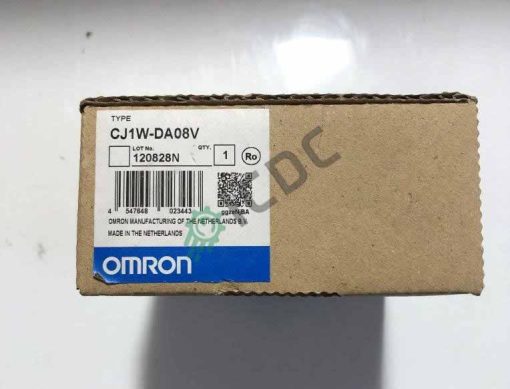 TYPE
CJ1W-DA08V
LOT No. QTY.
120828N 1 Ro
4 547648 023443
OMRON MANUFACTURING OF THE NETHERLANDS B.V.
MADE IN THE NETHERLANDS
OMRON
CDC